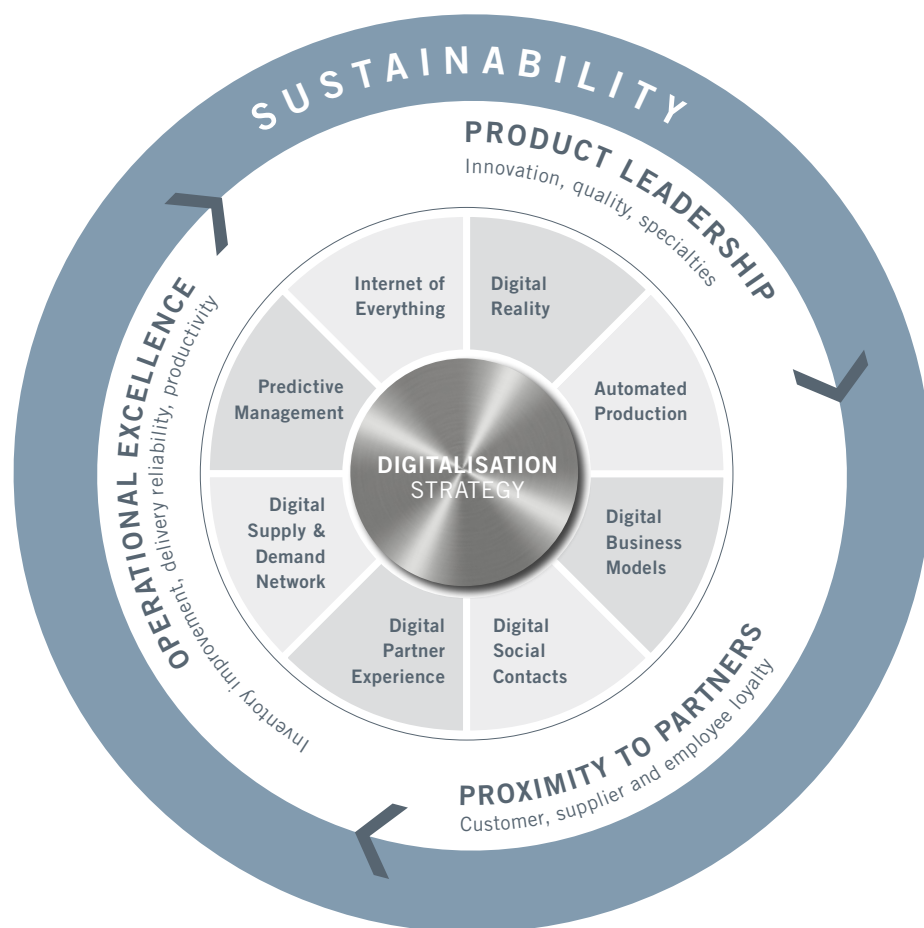 SUSTAINABILITY
PRODUCT LEADERSHIP
Innovation, quality, specialties
OPERATIONAL EXCELLENCE
Inventory improvement, delivery reliability, productivity
PROXIMITY TO PARTNERS
Customer, supplier and employee loyalty
Internet of
Everything
Digital
Reality
Predictive
Management
Automated
Production
DIGITALISATION
STRATEGY
Digital
Supply &
Demand
Network
Digital
Business
Models
Digital
Partner
Experience
Digital
Social
Contacts